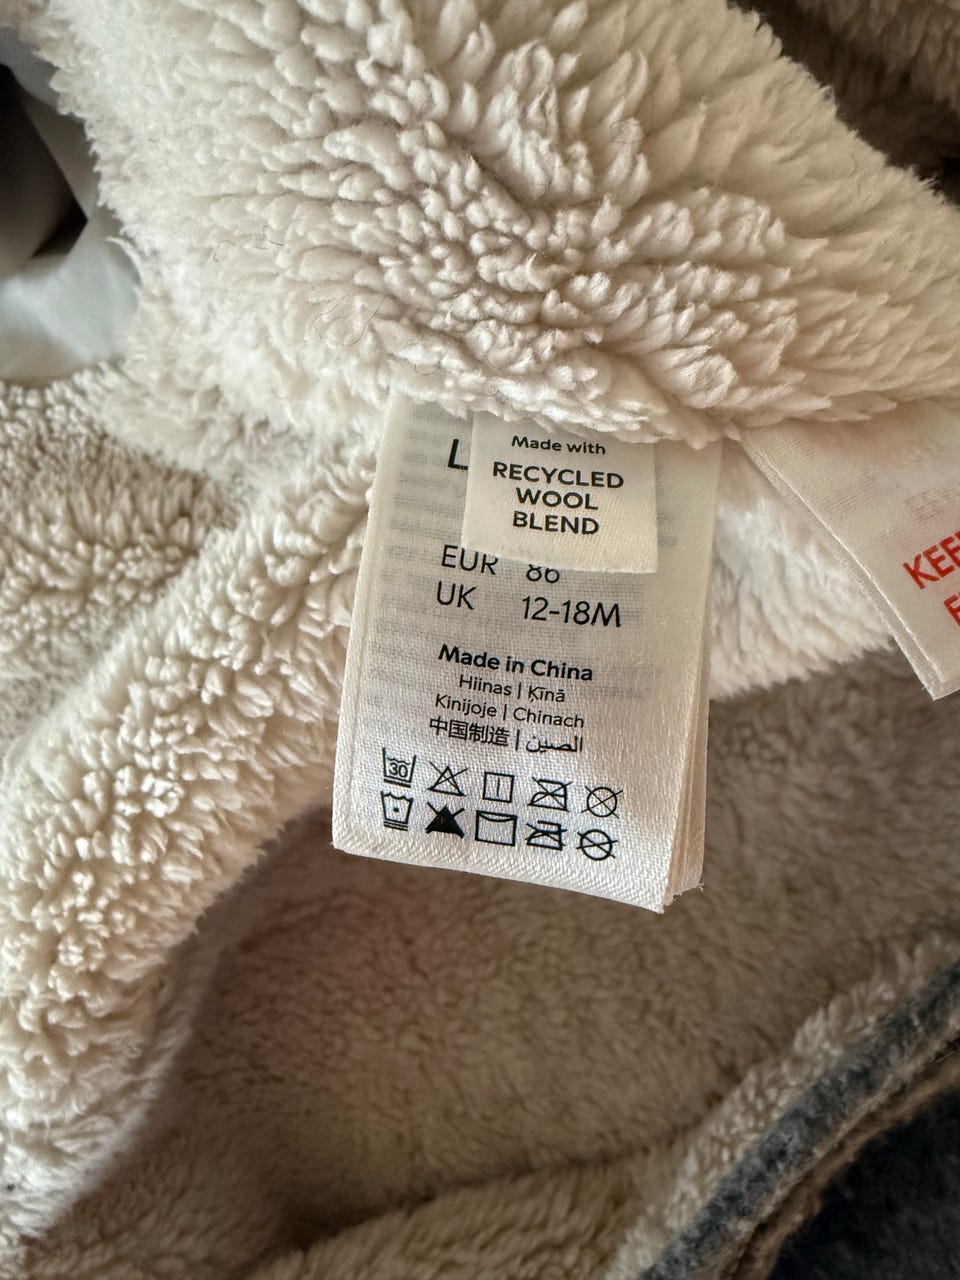 Made with
RECYCLED
WOOL
BLEND
EUR 86
UK 12-18M
Made in China
Hiinas | Ķīnā
Kinijoje | Chinach
中国制造 | الصين
30